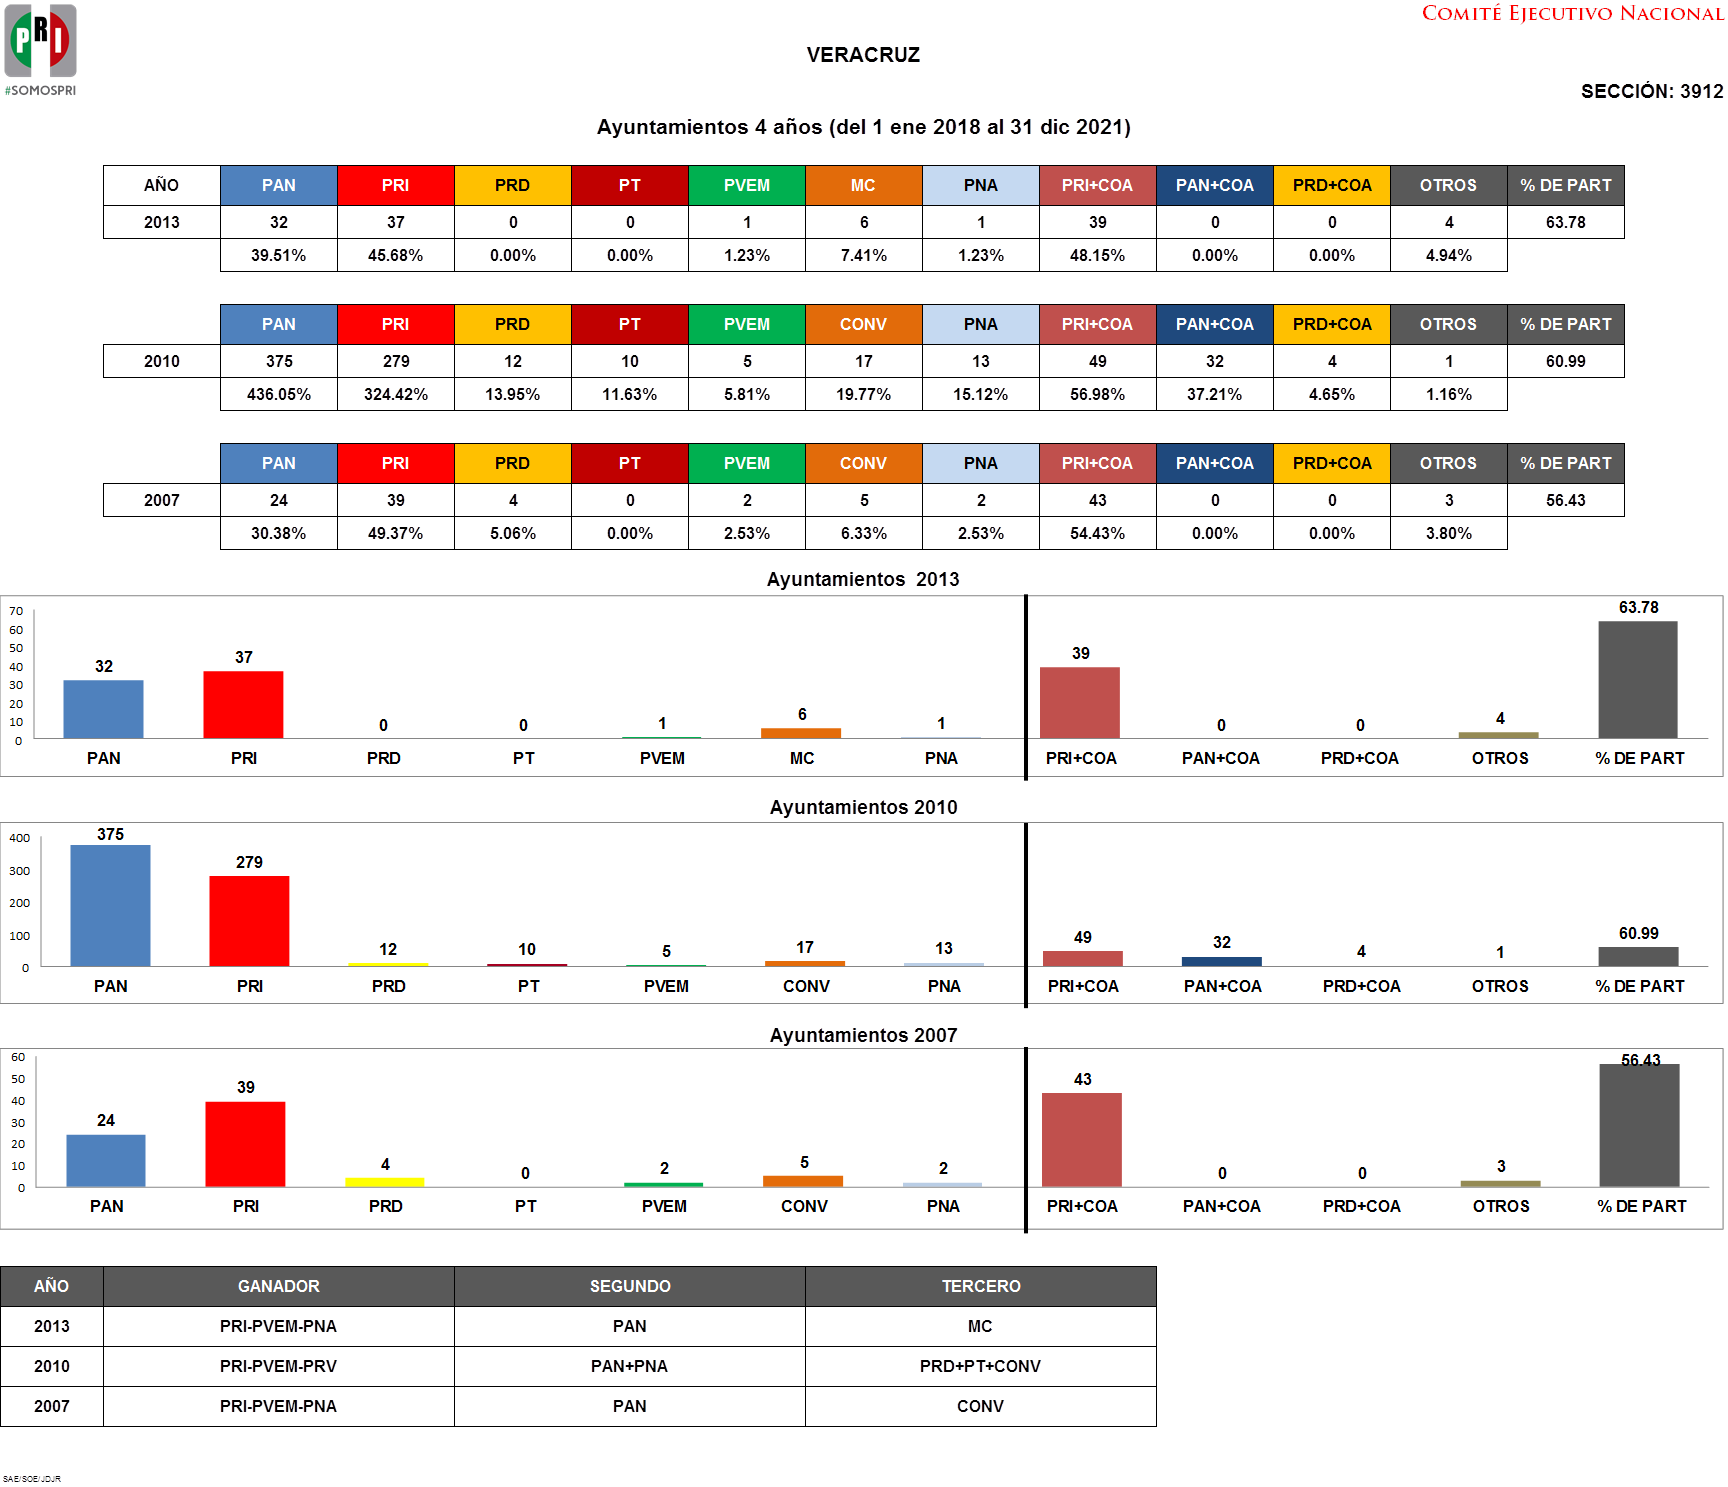 PRI
#SOMOSPRI
COMITÉ EJECUTIVO NACIONAL
VERACRUZ
SECCIÓN: 3912
Ayuntamientos 4 años (del 1 ene 2018 al 31 dic 2021)
AÑO PAN PRI PRD PT PVEM MC PNA PRI+COA PAN+COA PRD+COA OTROS % DE PART
2013 32 37 0 0 1 6 1 39 0 0 4 63.78
39.51% 45.68% 0.00% 0.00% 1.23% 7.41% 1.23% 48.15% 0.00% 0.00% 4.94%
PAN PRI PRD PT PVEM CONV PNA PRI+COA PAN+COA PRD+COA OTROS % DE PART
2010 375 279 12 10 5 17 13 49 32 4 1 60.99
436.05% 324.42% 13.95% 11.63% 5.81% 19.77% 15.12% 56.98% 37.21% 4.65% 1.16%
PAN PRI PRD PT PVEM CONV PNA PRI+COA PAN+COA PRD+COA OTROS % DE PART
2007 24 39 4 0 2 5 2 43 0 0 3 56.43
30.38% 49.37% 5.06% 0.00% 2.53% 6.33% 2.53% 54.43% 0.00% 0.00% 3.80%
Ayuntamientos 2013
70
60
50
40
30
20
10
0
32 37 0 0 1 6 1 39 0 0 4 63.78
PAN PRI PRD PT PVEM MC PNA PRI+COA PAN+COA PRD+COA OTROS % DE PART
Ayuntamientos 2010
400
300
200
100
0
375 279 12 10 5 17 13 49 32 4 1 60.99
PAN PRI PRD PT PVEM CONV PNA PRI+COA PAN+COA PRD+COA OTROS % DE PART
Ayuntamientos 2007
60
50
40
30
20
10
0
24 39 4 0 2 5 2 43 0 0 3 56.43
PAN PRI PRD PT PVEM CONV PNA PRI+COA PAN+COA PRD+COA OTROS % DE PART
AÑO GANADOR SEGUNDO TERCERO
2013 PRI-PVEM-PNA PAN MC
2010 PRI-PVEM-PRV PAN+PNA PRD+PT+CONV
2007 PRI-PVEM-PNA PAN CONV
SAE/SOE/JDJR